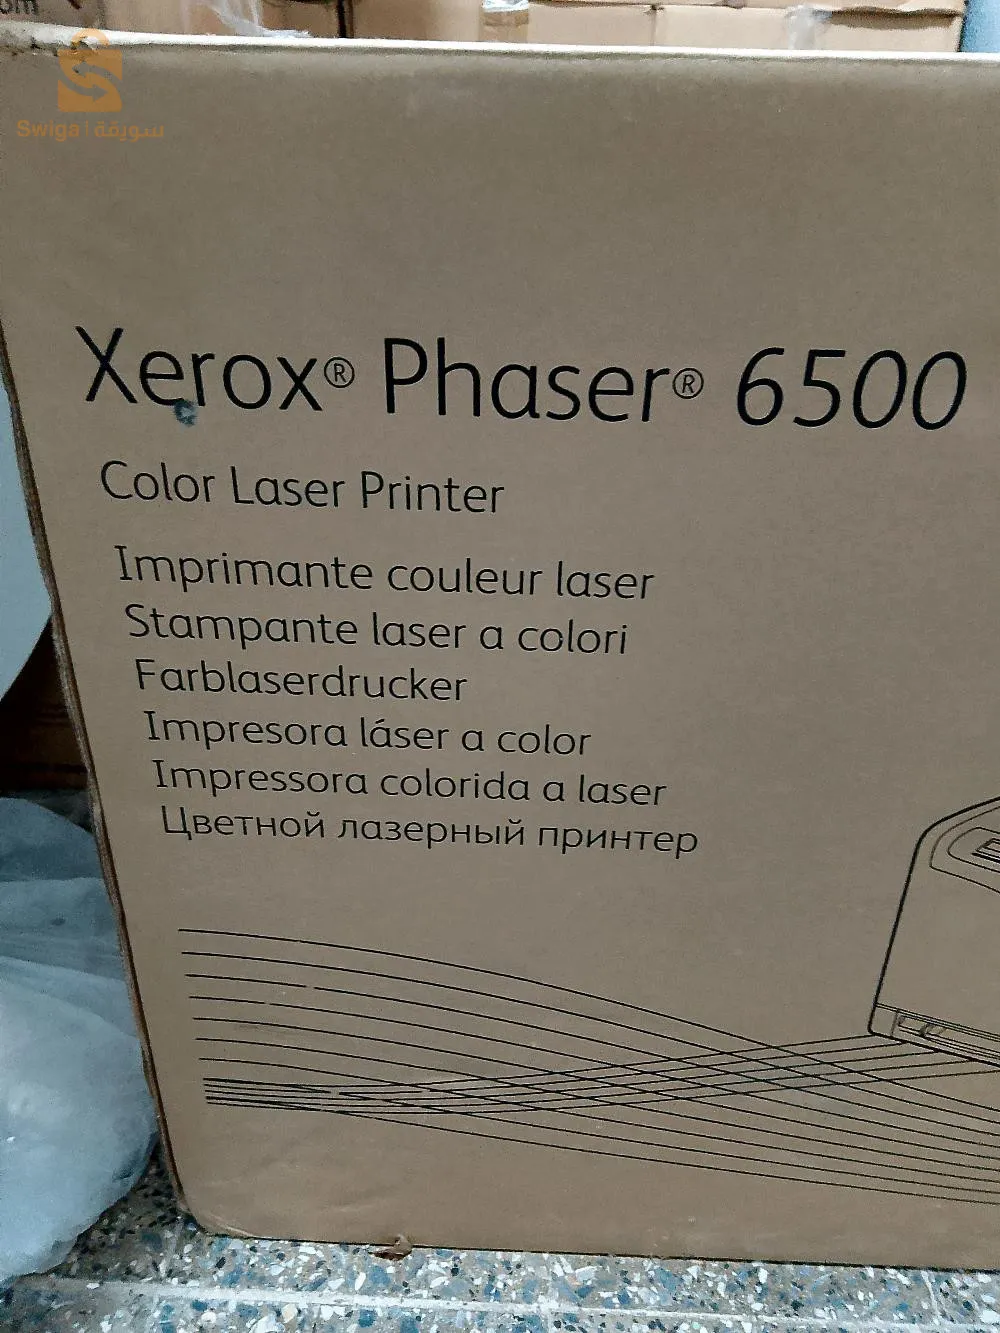 Swiga | سويقة
Xerox® Phaser® 6500
Color Laser Printer
Imprimante couleur laser
Stampante laser a colori
Farblaserdrucker
Impresora láser a color
Impressora colorida a laser
Цветной лазерный принтер